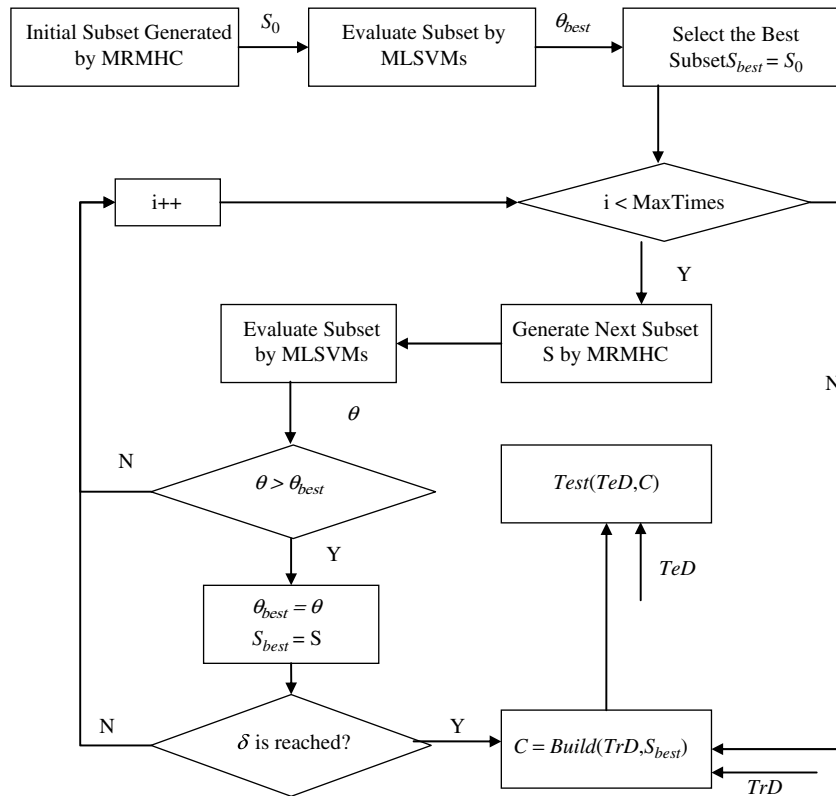 Initial Subset Generated
by MRMHC
S0
Evaluate Subset by
MLSVMs
θbest
Select the Best
SubsetSbest = S0
i++
i < MaxTimes
Y
Evaluate Subset
by MLSVMs
Generate Next Subset
S by MRMHC
N
θ
N
θ > θbest
Test(TeD,C)
Y
TeD
θbest = θ
Sbest = S
N
δ is reached?
Y
C = Build(TrD,Sbest)
TrD